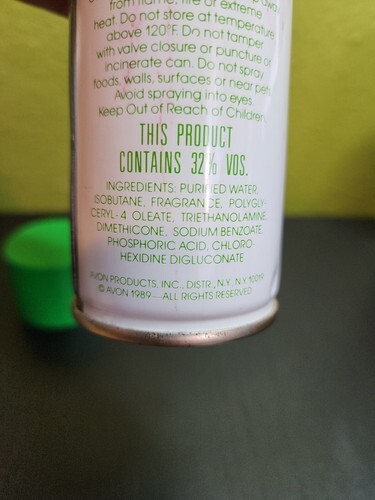 from flame, fire or extreme
heat. Do not store at temperature
above 120°F. Do not tamper
with valve closure or puncture or
incinerate can. Do not spray
foods, walls, surfaces or near pets
Avoid spraying into eyes.
Keep Out of Reach of Children
THIS PRODUCT
CONTAINS 32% VOS.
INGREDIENTS: PURIFIED WATER,
ISOBUTANE, FRAGRANCE, POLYGLY-
CERYL-4 OLEATE, TRIETHANOLAMINE,
DIMETHICONE, SODIUM BENZOATE,
PHOSPHORIC ACID, CHLORO-
HEXIDINE DIGLUCONATE
AVON PRODUCTS, INC., DISTR., N.Y., N.Y. 10019
© AVON 1989—ALL RIGHTS RESERVED